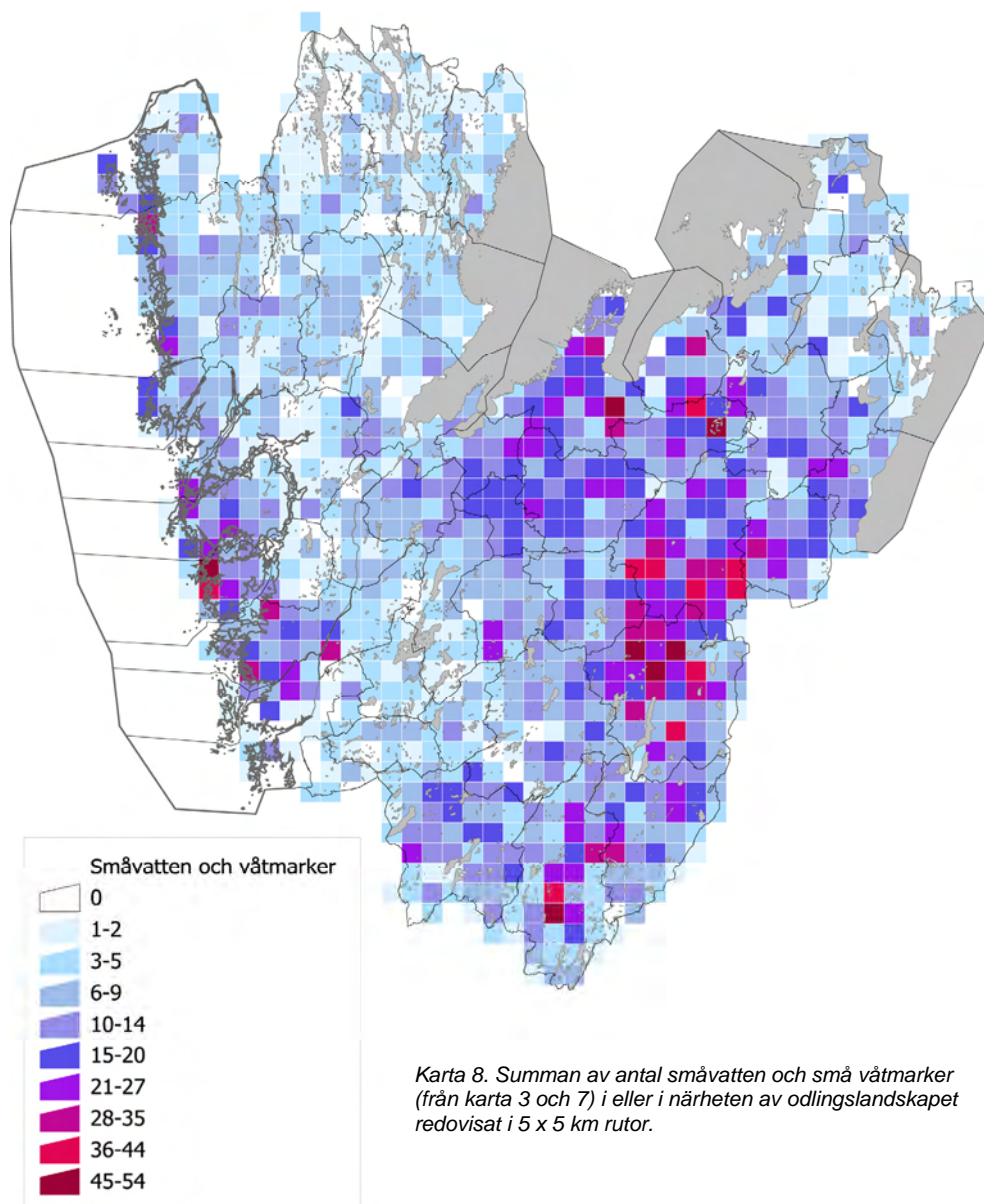 Småvatten och våtmarker
0
1-2
3-5
6-9
10-14
15-20
21-27
28-35
36-44
45-54
Karta 8. Summan av antal småvatten och små våtmarker
(från karta 3 och 7) i eller i närheten av odlingslandskapet
redovisat i 5 x 5 km rutor.